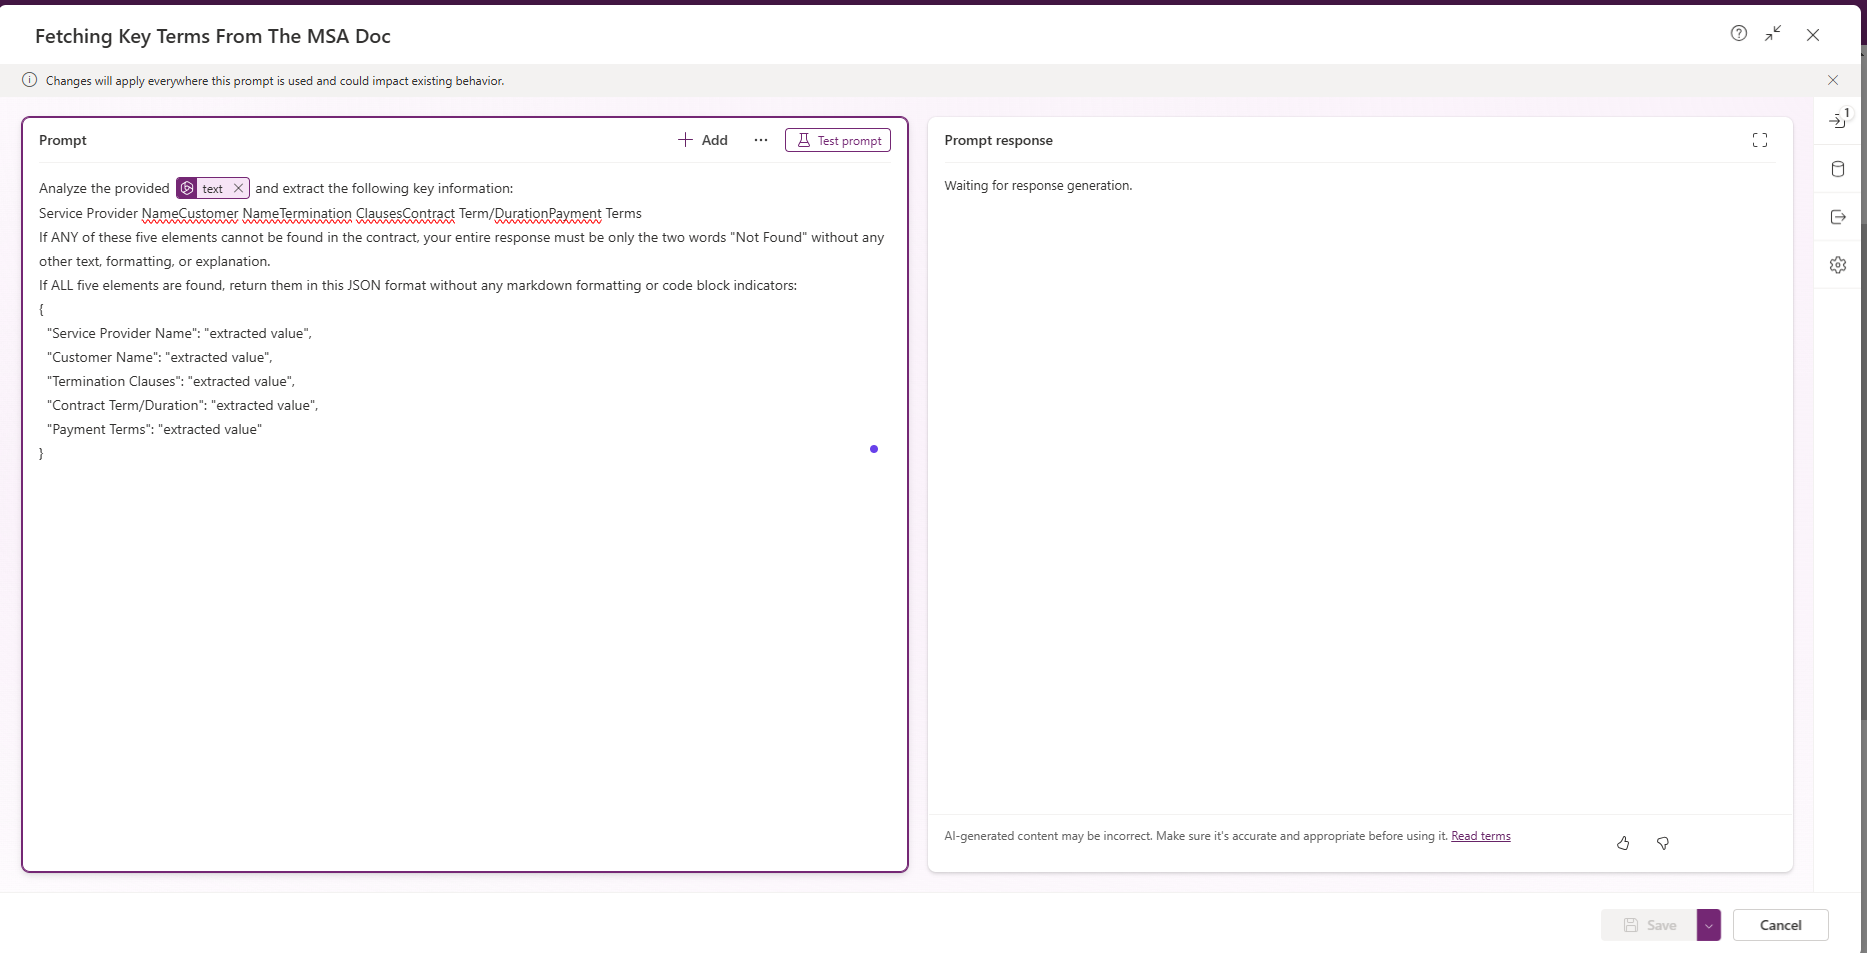 Fetching Key Terms From The MSA Doc
Changes will apply everywhere this prompt is used and could impact existing behavior.
Prompt
Add
Test prompt
Analyze the provided text and extract the following key information:
Service Provider NameCustomer NameTermination ClausesContract Term/DurationPayment Terms
If ANY of these five elements cannot be found in the contract, your entire response must be only the two words "Not Found" without any
other text, formatting, or explanation.
If ALL five elements are found, return them in this JSON format without any markdown formatting or code block indicators:
{
"Service Provider Name": "extracted value",
"Customer Name": "extracted value",
"Termination Clauses": "extracted value",
"Contract Term/Duration": "extracted value",
"Payment Terms": "extracted value"
}
Prompt response
Waiting for response generation.
AI-generated content may be incorrect. Make sure it's accurate and appropriate before using it. Read terms
1
Save
Cancel